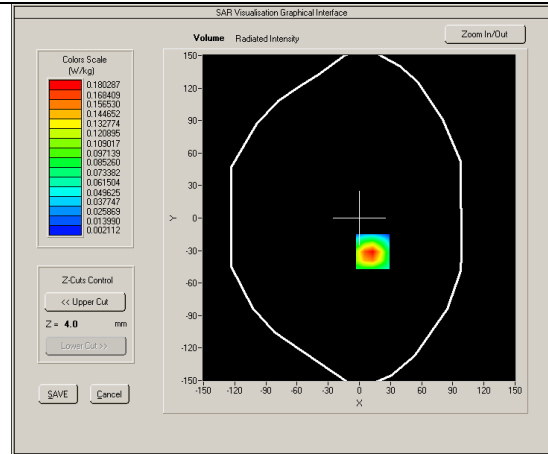 SAR Visualisation Graphical Interface
Volume Radiated Intensity
Zoom In/Out
Colors Scale
(W/kg)
0.180287
0.168409
0.156530
0.144652
0.132774
0.120895
0.109017
0.097139
0.085260
0.073382
0.061504
0.049625
0.037747
0.025869
0.013990
0.002112
Z-Cuts Control
<< Upper Cut
Z = 4.0 mm
Lower Cut >>
SAVE Cancel
150
120
90
60
30
0
-30
-60
-90
-120
-150
Y
-150 -120 -90 -60 -30 0 30 60 90 120 150
X